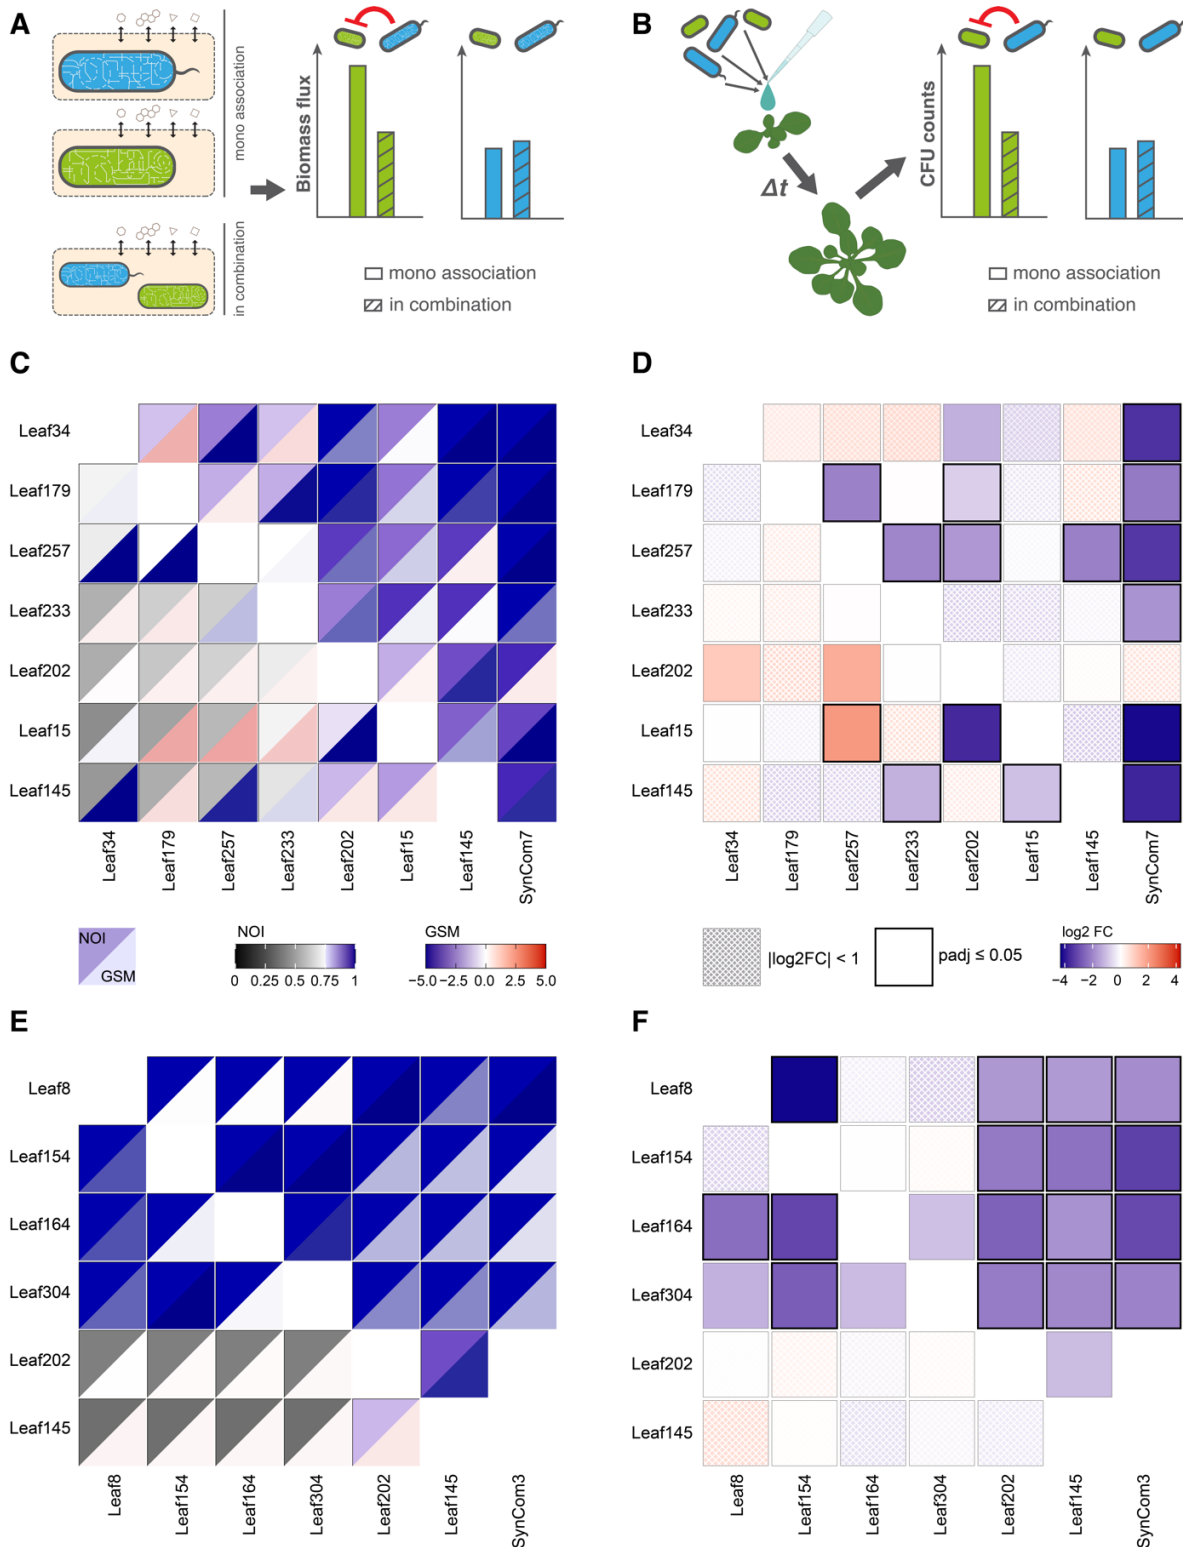 A
mono association
in combination
Biomass flux
mono association
in combination
B
Δt
CFU counts
mono association
in combination
C
Leaf34
Leaf179
Leaf257
Leaf233
Leaf202
Leaf15
Leaf145
Leaf34
Leaf179
Leaf257
Leaf233
Leaf202
Leaf15
Leaf145
SynCom7
NOI
GSM
NOI
0 0.25 0.5 0.75 1
GSM
−5.0 −2.5 0.0 2.5 5.0
D
Leaf34
Leaf179
Leaf257
Leaf233
Leaf202
Leaf15
Leaf145
Leaf34
Leaf179
Leaf257
Leaf233
Leaf202
Leaf15
Leaf145
SynCom7
|log2FC| < 1
padj ≤ 0.05
log2 FC
−4 −2 0 2 4
E
Leaf8
Leaf154
Leaf164
Leaf304
Leaf202
Leaf145
Leaf8
Leaf154
Leaf164
Leaf304
Leaf202
Leaf145
SynCom3
F
Leaf8
Leaf154
Leaf164
Leaf304
Leaf202
Leaf145
Leaf8
Leaf154
Leaf164
Leaf304
Leaf202
Leaf145
SynCom3